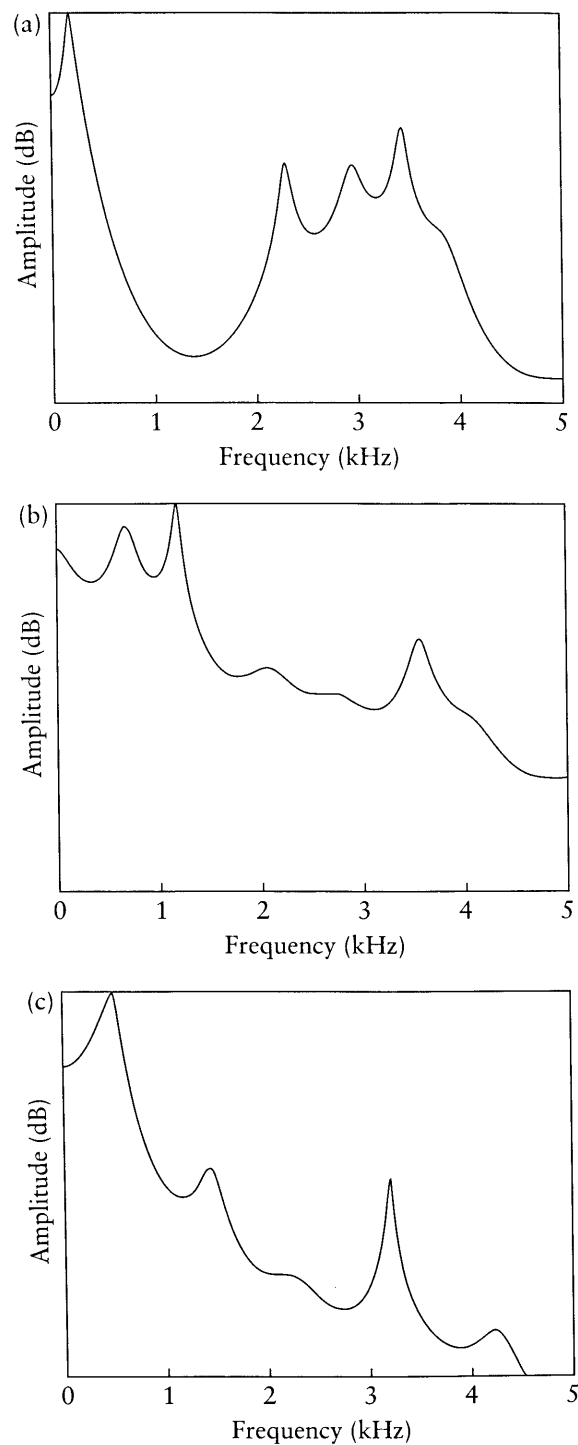 (a)
Amplitude (dB)
0 1 2 3 4 5
Frequency (kHz)
(b)
Amplitude (dB)
0 1 2 3 4 5
Frequency (kHz)
(c)
Amplitude (dB)
0 1 2 3 4 5
Frequency (kHz)